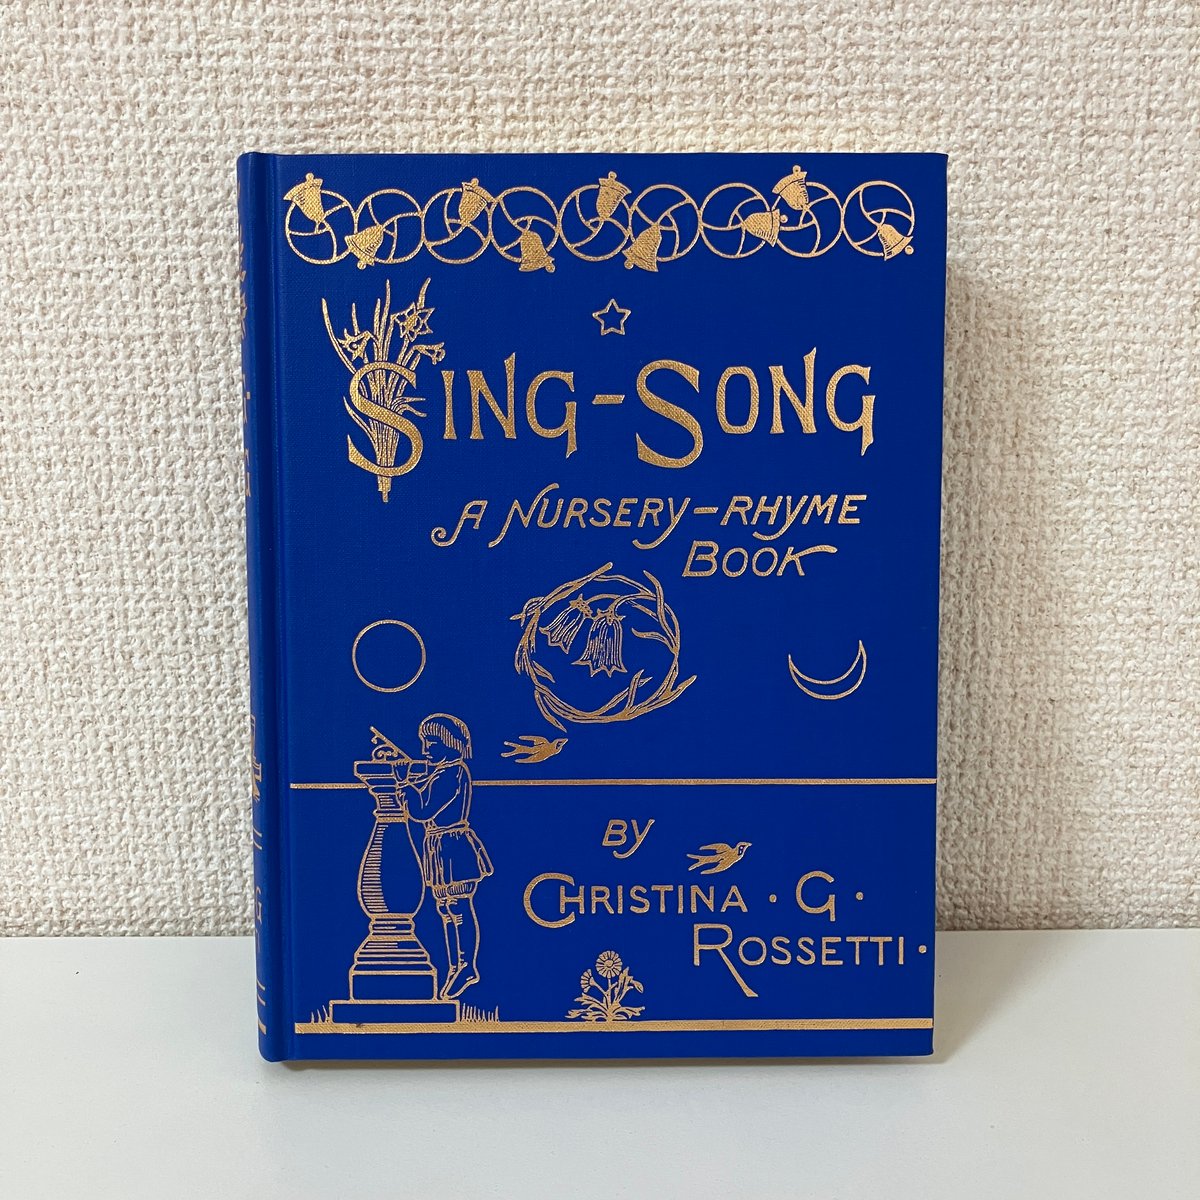 SING-SONG
A NURSERY-RHYME
BOOK
BY
CHRISTINA · G ·
ROSSETTI ·